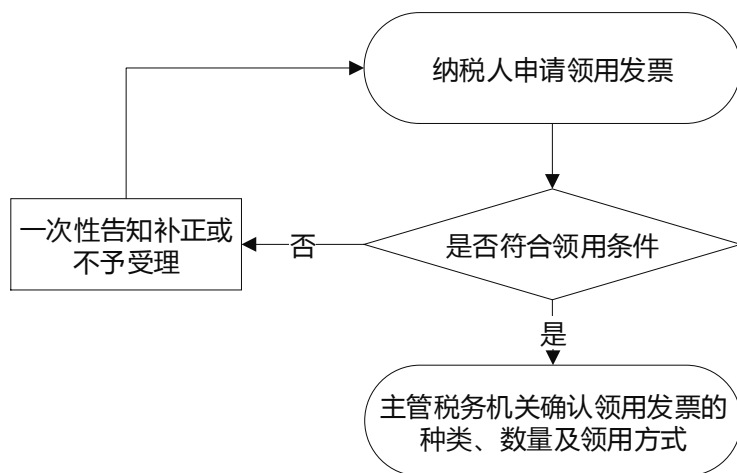 纳税人申请领用发票
一次性告知补正或
不予受理
否
是否符合领用条件
是
主管税务机关确认领用发票的
种类、数量及领用方式